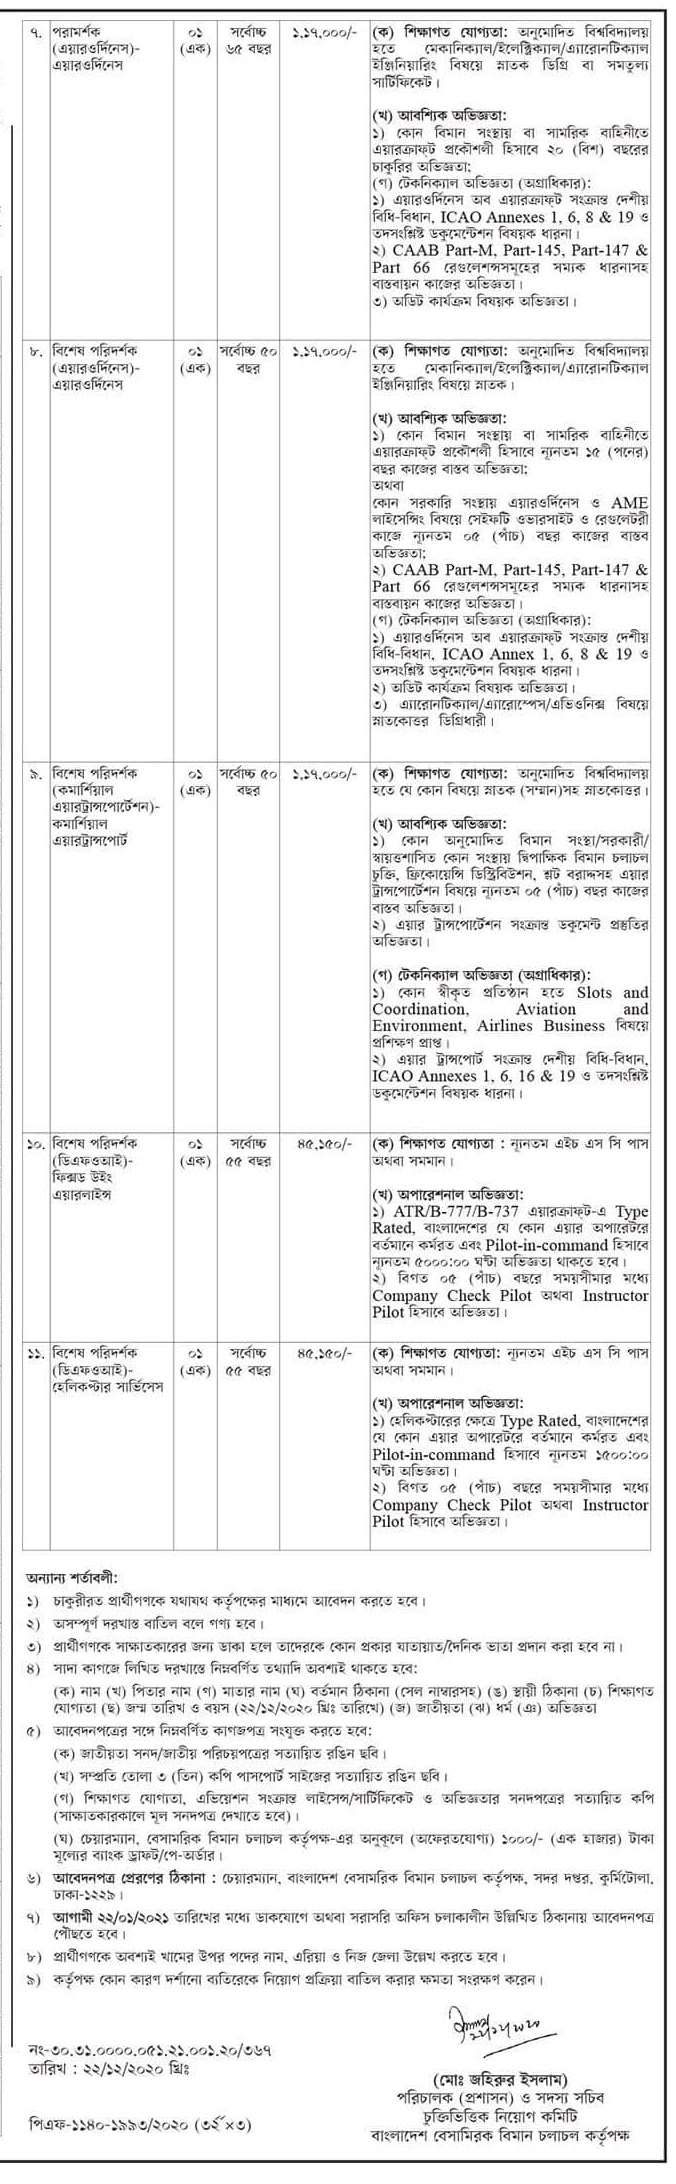 ৭. পরামর্শক (এয়ারওর্দিনেস)- এয়ারওর্দিনেস
০১ (এক)
সর্বোচ্চ ৬৫ বছর
১,১৭,০০০/-
(ক) শিক্ষাগত যোগ্যতা: অনুমোদিত বিশ্ববিদ্যালয়
হতে মেকানিক্যাল/ইলেক্ট্রিক্যাল/এ্যারোনটিক্যাল
ইঞ্জিনিয়ারিং বিষয়ে স্নাতক ডিগ্রি বা সমতুল্য
সার্টিফিকেট।
(খ) আবশ্যিক অভিজ্ঞতা:
১) কোন বিমান সংস্থায় বা সামরিক বাহিনীতে
এয়ারক্রাফ্ট প্রকৌশলী হিসাবে ২০ (বিশ) বছরের
চাকুরির অভিজ্ঞতা;
(গ) টেকনিক্যাল অভিজ্ঞতা (অগ্রাধিকার):
১) এয়ারওর্দিনেস অব এয়ারক্রাফ্ট সংক্রান্ত দেশীয়
বিধি-বিধান, ICAO Annexes 1, 6, 8 & 19 ও
তদসংশ্লিষ্ট ডকুমেন্টেশন বিষয়ক ধারনা।
২) CAAB Part-M, Part-145, Part-147 &
Part 66 রেগুলেশন্সসমূহের সম্যক ধারনাসহ
বাস্তবায়ন কাজের অভিজ্ঞতা।
৩) অডিট কার্যক্রম বিষয়ক অভিজ্ঞতা।
৮. বিশেষ পরিদর্শক (এয়ারওর্দিনেস)- এয়ারওর্দিনেস
০১ (এক)
সর্বোচ্চ ৫০ বছর
১,১৭,০০০/-
(ক) শিক্ষাগত যোগ্যতা: অনুমোদিত বিশ্ববিদ্যালয়
হতে মেকানিক্যাল/ইলেক্ট্রিক্যাল/এ্যারোনটিক্যাল
ইঞ্জিনিয়ারিং বিষয়ে স্নাতক।
(খ) আবশ্যিক অভিজ্ঞতা:
১) কোন বিমান সংস্থায় বা সামরিক বাহিনীতে
এয়ারক্রাফ্ট প্রকৌশলী হিসাবে ন্যূনতম ১৫ (পনের)
বছর কাজের বাস্তব অভিজ্ঞতা;
অথবা
কোন সরকারি সংস্থায় এয়ারওর্দিনেস ও AME
লাইসেন্সিং বিষয়ে সেইফটি ওভারসাইট ও রেগুলেটরী
কাজে ন্যূনতম ০৫ (পাঁচ) বছর কাজের বাস্তব
অভিজ্ঞতা;
২) CAAB Part-M, Part-145, Part-147 &
Part 66 রেগুলেশন্সসমূহের সম্যক ধারনাসহ
বাস্তবায়ন কাজের অভিজ্ঞতা।
(গ) টেকনিক্যাল অভিজ্ঞতা (অগ্রাধিকার):
১) এয়ারওর্দিনেস অব এয়ারক্রাফ্ট সংক্রান্ত দেশীয়
বিধি-বিধান, ICAO Annex 1, 6, 8 & 19 ও
তদসংশ্লিষ্ট ডকুমেন্টেশন বিষয়ক ধারনা।
২) অডিট কার্যক্রম বিষয়ক অভিজ্ঞতা।
৩) এ্যারোনটিক্যাল/এ্যারোস্পেস/এভিওনিক্স বিষয়ে
স্নাতকোত্তর ডিগ্রিধারী।
৯. বিশেষ পরিদর্শক (কমার্শিয়াল এয়ারট্রান্সপোর্টেশন)- কমার্শিয়াল এয়ারট্রান্সপোর্ট
০১ (এক)
সর্বোচ্চ ৫০ বছর
১,১৭,০০০/-
(ক) শিক্ষাগত যোগ্যতা: অনুমোদিত বিশ্ববিদ্যালয়
হতে যে কোন বিষয়ে স্নাতক (সম্মান)সহ স্নাতকোত্তর।
(খ) আবশ্যিক অভিজ্ঞতা:
১) কোন অনুমোদিত বিমান সংস্থা/সরকারী/
স্বায়ত্তশাসিত কোন সংস্থায় দ্বিপাক্ষিক বিমান চলাচল
চুক্তি, ফ্রিকোয়েন্সি ডিস্ট্রিবিউশন, শ্লট বরাদ্দসহ এয়ার
ট্রান্সপোর্টেশন বিষয়ে ন্যূনতম ০৫ (পাঁচ) বছর কাজের
বাস্তব অভিজ্ঞতা।
২) এয়ার ট্রান্সপোর্টেশন সংক্রান্ত ডকুমেন্ট প্রস্তুতির
অভিজ্ঞতা।
(গ) টেকনিক্যাল অভিজ্ঞতা (অগ্রাধিকার):
১) কোন স্বীকৃত প্রতিষ্ঠান হতে Slots and
Coordination, Aviation and
Environment, Airlines Business বিষয়ে
প্রশিক্ষণ প্রাপ্ত।
২) এয়ার ট্রান্সপোর্ট সংক্রান্ত দেশীয় বিধি-বিধান,
ICAO Annexes 1, 6, 16 & 19 ও তদসংশ্লিষ্ট
ডকুমেন্টেশন বিষয়ক ধারনা।
১০. বিশেষ পরিদর্শক (ডিএফওআই)- ফিক্সড উইং এয়ারলাইন্স
০১ (এক)
সর্বোচ্চ ৫৫ বছর
৪৫,১৫০/-
(ক) শিক্ষাগত যোগ্যতা : ন্যূনতম এইচ এস সি পাস
অথবা সমমান।
(খ) অপারেশনাল অভিজ্ঞতা:
১) ATR/B-777/B-737 এয়ারক্রাফ্ট-এ Type
Rated, বাংলাদেশের যে কোন এয়ার অপারেটরে
বর্তমানে কর্মরত এবং Pilot-in-command হিসাবে
ন্যূনতম ৫০০০:০০ ঘন্টা অভিজ্ঞতা থাকতে হবে।
২) বিগত ০৫ (পাঁচ) বছরে সময়সীমার মধ্যে
Company Check Pilot অথবা Instructor
Pilot হিসাবে অভিজ্ঞতা।
১১. বিশেষ পরিদর্শক (ডিএফওআই)- হেলিকপ্টার সার্ভিসেস
০১ (এক)
সর্বোচ্চ ৫৫ বছর
৪৫,১৫০/-
(ক) শিক্ষাগত যোগ্যতা: ন্যূনতম এইচ এস সি পাস
অথবা সমমান।
(খ) অপারেশনাল অভিজ্ঞতা:
১) হেলিকপ্টারের ক্ষেত্রে Type Rated, বাংলাদেশের
যে কোন এয়ার অপারেটরে বর্তমানে কর্মরত এবং
Pilot-in-command হিসাবে ন্যূনতম ১৫০০:০০
ঘন্টা অভিজ্ঞতা।
২) বিগত ০৫ (পাঁচ) বছরে সময়সীমার মধ্যে
Company Check Pilot অথবা Instructor
Pilot হিসাবে অভিজ্ঞতা।
অন্যান্য শর্তাবলী:
১) চাকুরীরত প্রার্থীগণকে যথাযথ কর্তৃপক্ষের মাধ্যমে আবেদন করতে হবে।
২) অসম্পূর্ণ দরখাস্ত বাতিল বলে গণ্য হবে।
৩) প্রার্থীগণকে সাক্ষাতকারের জন্য ডাকা হলে তাদেরকে কোন প্রকার যাতায়াত/দৈনিক ভাতা প্রদান করা হবে না।
৪) সাদা কাগজে লিখিত দরখাস্তে নিম্নবর্ণিত তথ্যাদি অবশ্যই থাকতে হবে:
(ক) নাম (খ) পিতার নাম (গ) মাতার নাম (ঘ) বর্তমান ঠিকানা (সেল নাম্বারসহ) (ঙ) স্থায়ী ঠিকানা (চ) শিক্ষাগত
যোগ্যতা (ছ) জন্ম তারিখ ও বয়স (২২/১২/২০২০ খ্রিঃ তারিখে) (জ) জাতীয়তা (ঝ) ধর্ম (ঞ) অভিজ্ঞতা
৫) আবেদনপত্রের সঙ্গে নিম্নবর্ণিত কাগজপত্র সংযুক্ত করতে হবে:
(ক) জাতীয়তা সনদ/জাতীয় পরিচয়পত্রের সত্যায়িত রঙিন ছবি।
(খ) সম্প্রতি তোলা ৩ (তিন) কপি পাসপোর্ট সাইজের সত্যায়িত রঙিন ছবি।
(গ) শিক্ষাগত যোগ্যতা, এভিয়েশন সংক্রান্ত লাইসেন্স/সার্টিফিকেট ও অভিজ্ঞতার সনদপত্রের সত্যায়িত কপি
(সাক্ষাতকারকালে মূল সনদপত্র দেখাতে হবে)।
(ঘ) চেয়ারম্যান, বেসামরিক বিমান চলাচল কর্তৃপক্ষ-এর অনুকূলে (অফেরতযোগ্য) ১০০০/- (এক হাজার) টাকা
মূল্যের ব্যাংক ড্রাফট/পে-অর্ডার।
৬) আবেদনপত্র প্রেরণের ঠিকানা : চেয়ারম্যান, বাংলাদেশ বেসামরিক বিমান চলাচল কর্তৃপক্ষ, সদর দপ্তর, কুর্মিটোলা,
ঢাকা-১২২৯।
৭) আগামী ২২/০১/২০২১ তারিখের মধ্যে ডাকযোগে অথবা সরাসরি অফিস চলাকালীন উল্লিখিত ঠিকানায় আবেদনপত্র
পৌঁছতে হবে।
৮) প্রার্থীগণকে অবশ্যই খামের উপর পদের নাম, এরিয়া ও নিজ জেলা উল্লেখ করতে হবে।
৯) কর্তৃপক্ষ কোন কারণ দর্শানো ব্যতিরেকে নিয়োগ প্রক্রিয়া বাতিল করার ক্ষমতা সংরক্ষণ করেন।
২২/১২/২০২০
নং-৩০.৩১.০০০০.০৫১.২১.০০১.২০/৩৬৭
তারিখ : ২২/১২/২০২০ খ্রিঃ
(মোঃ জহিরুর ইসলাম)
পরিচালক (প্রশাসন) ও সদস্য সচিব
চুক্তিভিত্তিক নিয়োগ কমিটি
বাংলাদেশ বেসামরিক বিমান চলাচল কর্তৃপক্ষ
পিএফ-১১৪০-১৯৯৩/২০২০ (৩২˝×৩)